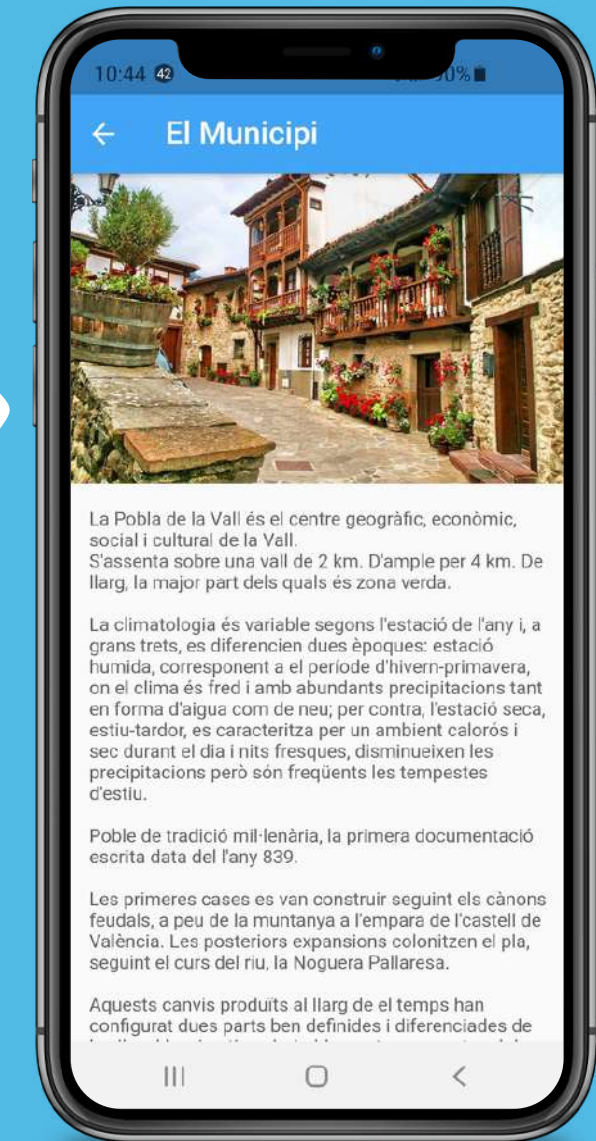 10:44 42
0%
El Municipi
La Pobla de la Vall és el centre geogràfic, econòmic,
social i cultural de la Vall.
S'assenta sobre una vall de 2 km. D'ample per 4 km. De
llarg, la major part dels quals és zona verda.
La climatologia és variable segons l'estació de l'any i, a
grans trets, es diferencien dues èpoques: estació
humida, corresponent a el període d'hivern-primavera,
on el clima és fred i amb abundants precipitacions tant
en forma d'aigua com de neu; per contra, l'estació seca,
estiu-tardor, es caracteritza per un ambient calorós i
sec durant el dia i nits fresques, disminueixen les
precipitacions però són freqüents les tempestes
d'estiu.
Poble de tradició mil·lenària, la primera documentació
escrita data del l'any 839.
Les primeres cases es van construir seguint els cànons
feudals, a peu de la muntanya a l'empara de l'castell de
València. Les posteriors expansions colonitzen el pla,
seguint el curs del riu, la Noguera Pallaresa.
Aquests canvis produïts al llarg de el temps han
configurat dues parts ben definides i diferenciades de